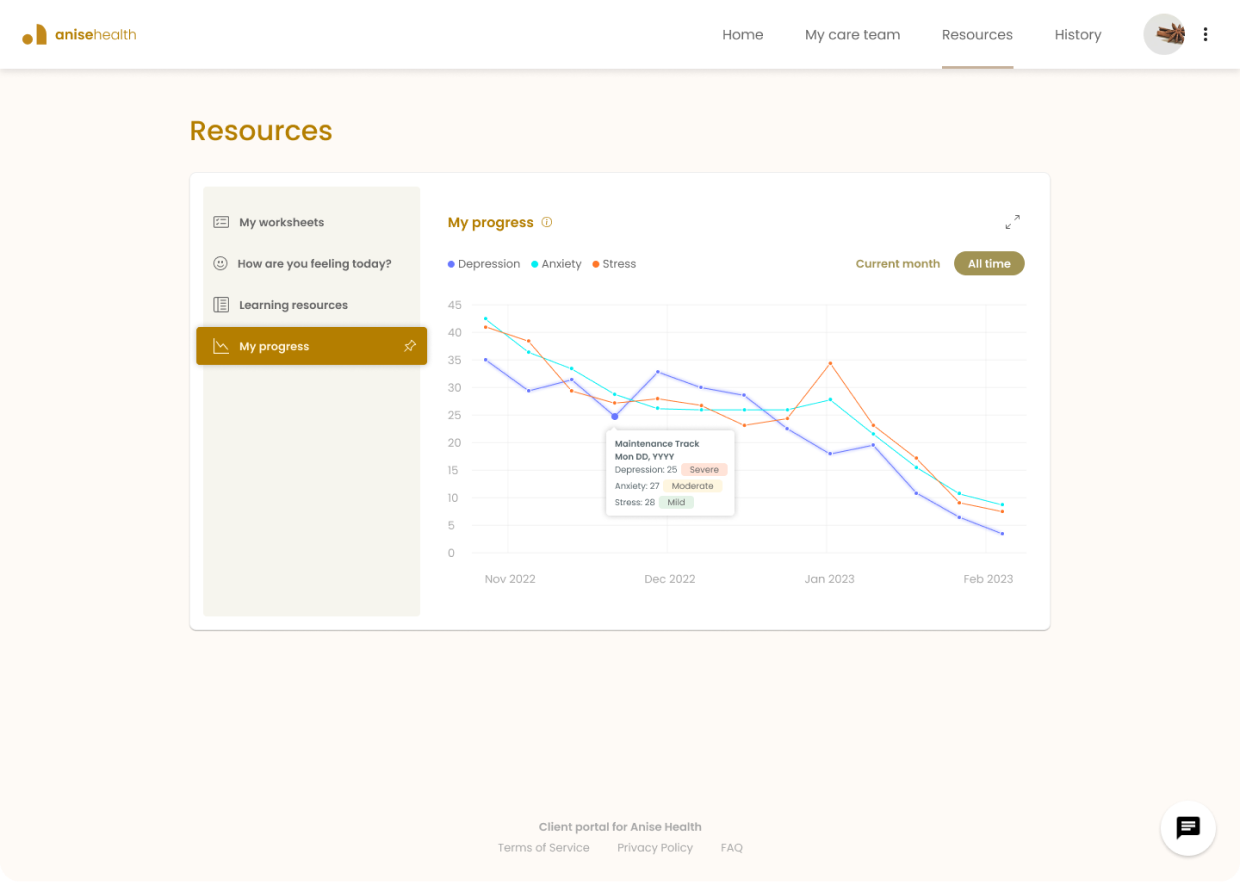 anisehealth
Home
My care team
Resources
History
Resources
My worksheets
How are you feeling today?
Learning resources
My progress
My progress
Depression
Anxiety
Stress
Current month
All time
45
40
35
30
25
20
15
10
5
0
Maintenance Track
Mon DD, YYYY
Depression: 25 Severe
Anxiety: 27 Moderate
Stress: 28 Mild
Nov 2022
Dec 2022
Jan 2023
Feb 2023
Client portal for Anise Health
Terms of Service
Privacy Policy
FAQ